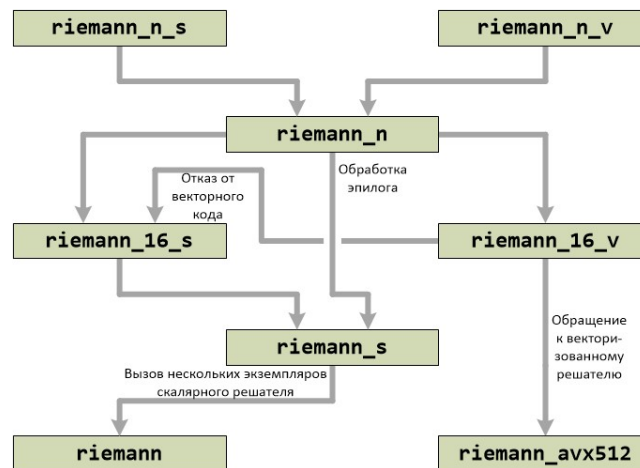 riemann_n_s
riemann_n_v
riemann_n
Отказ от
векторного
кода
Обработка
эпилога
riemann_16_s
riemann_16_v
riemann_s
Обращение
к вектори-
зованному
решателю
Вызов нескольких экземпляров
скалярного решателя
riemann
riemann_avx512